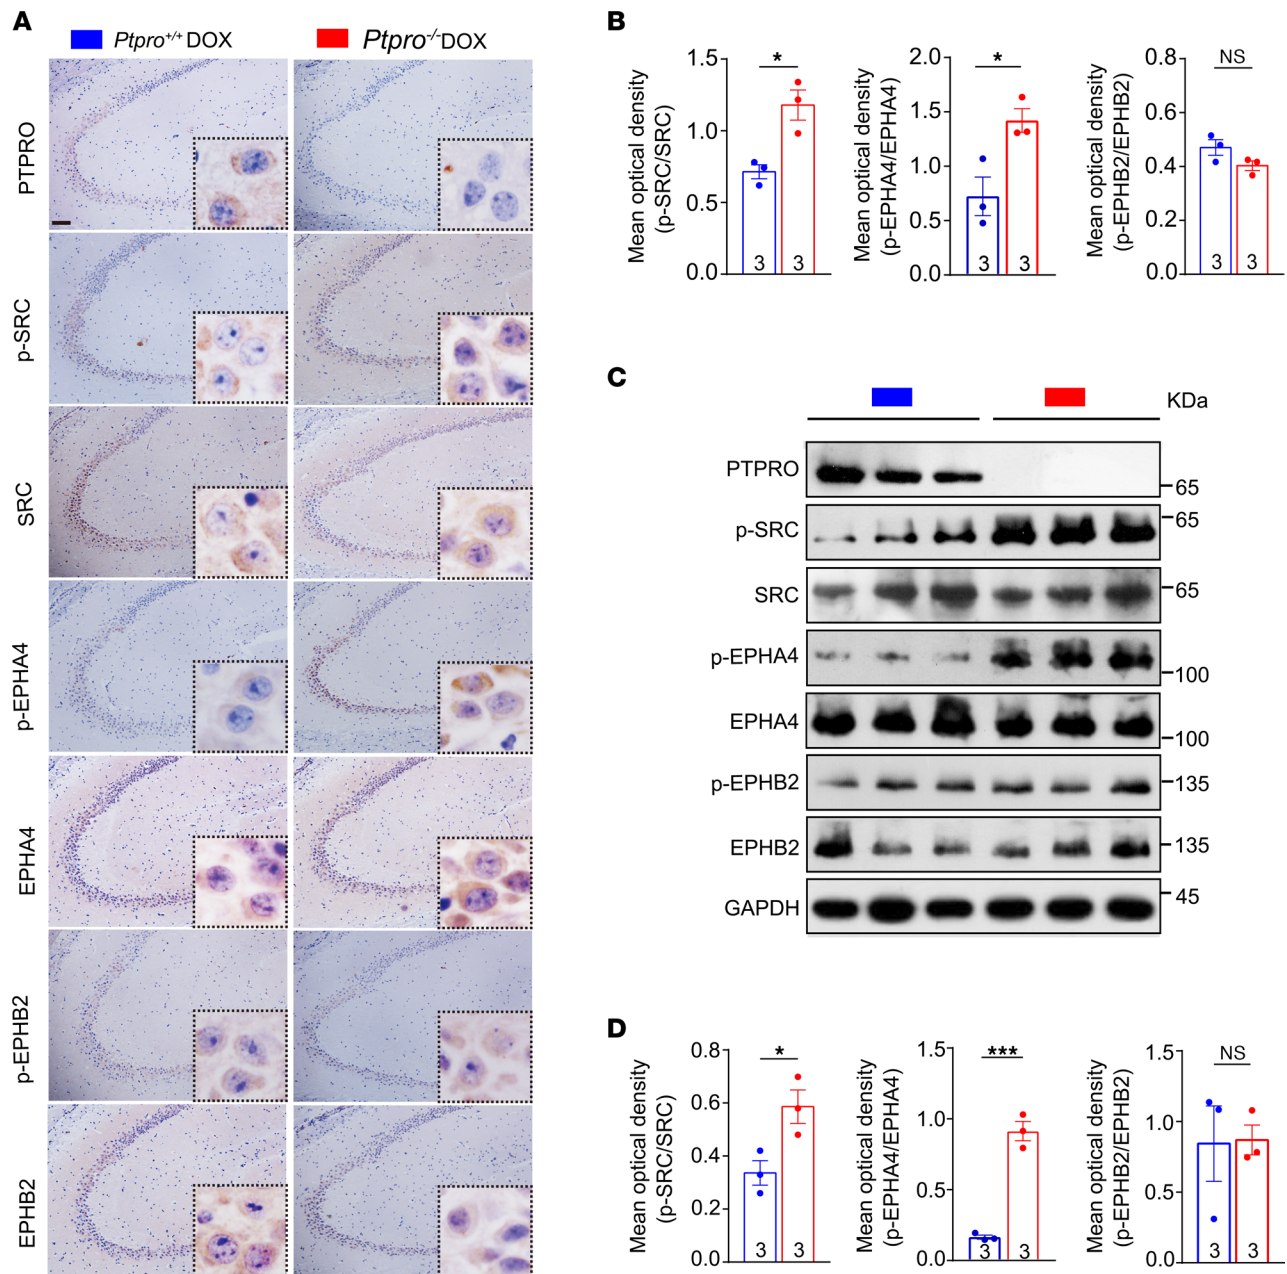 A
Ptpro+/+ DOX
Ptpro-/- DOX
PTPRO
p-SRC
SRC
p-EPHA4
EPHA4
p-EPHB2
EPHB2
B
Mean optical density
(p-SRC/SRC)
1.5
1.0
0.5
0.0
*
3
3
Mean optical density
(p-EPHA4/EPHA4)
2.0
1.5
1.0
0.5
0.0
*
3
3
Mean optical density
(p-EPHB2/EPHB2)
0.8
0.6
0.4
0.2
0.0
NS
3
3
C
KDa
PTPRO
65
p-SRC
65
SRC
65
p-EPHA4
100
EPHA4
100
p-EPHB2
135
EPHB2
135
GAPDH
45
D
Mean optical density
(p-SRC/SRC)
0.8
0.6
0.4
0.2
0.0
*
3
3
Mean optical density
(p-EPHA4/EPHA4)
1.5
1.0
0.5
0.0
***
3
3
Mean optical density
(p-EPHB2/EPHB2)
1.5
1.0
0.5
0.0
NS
3
3